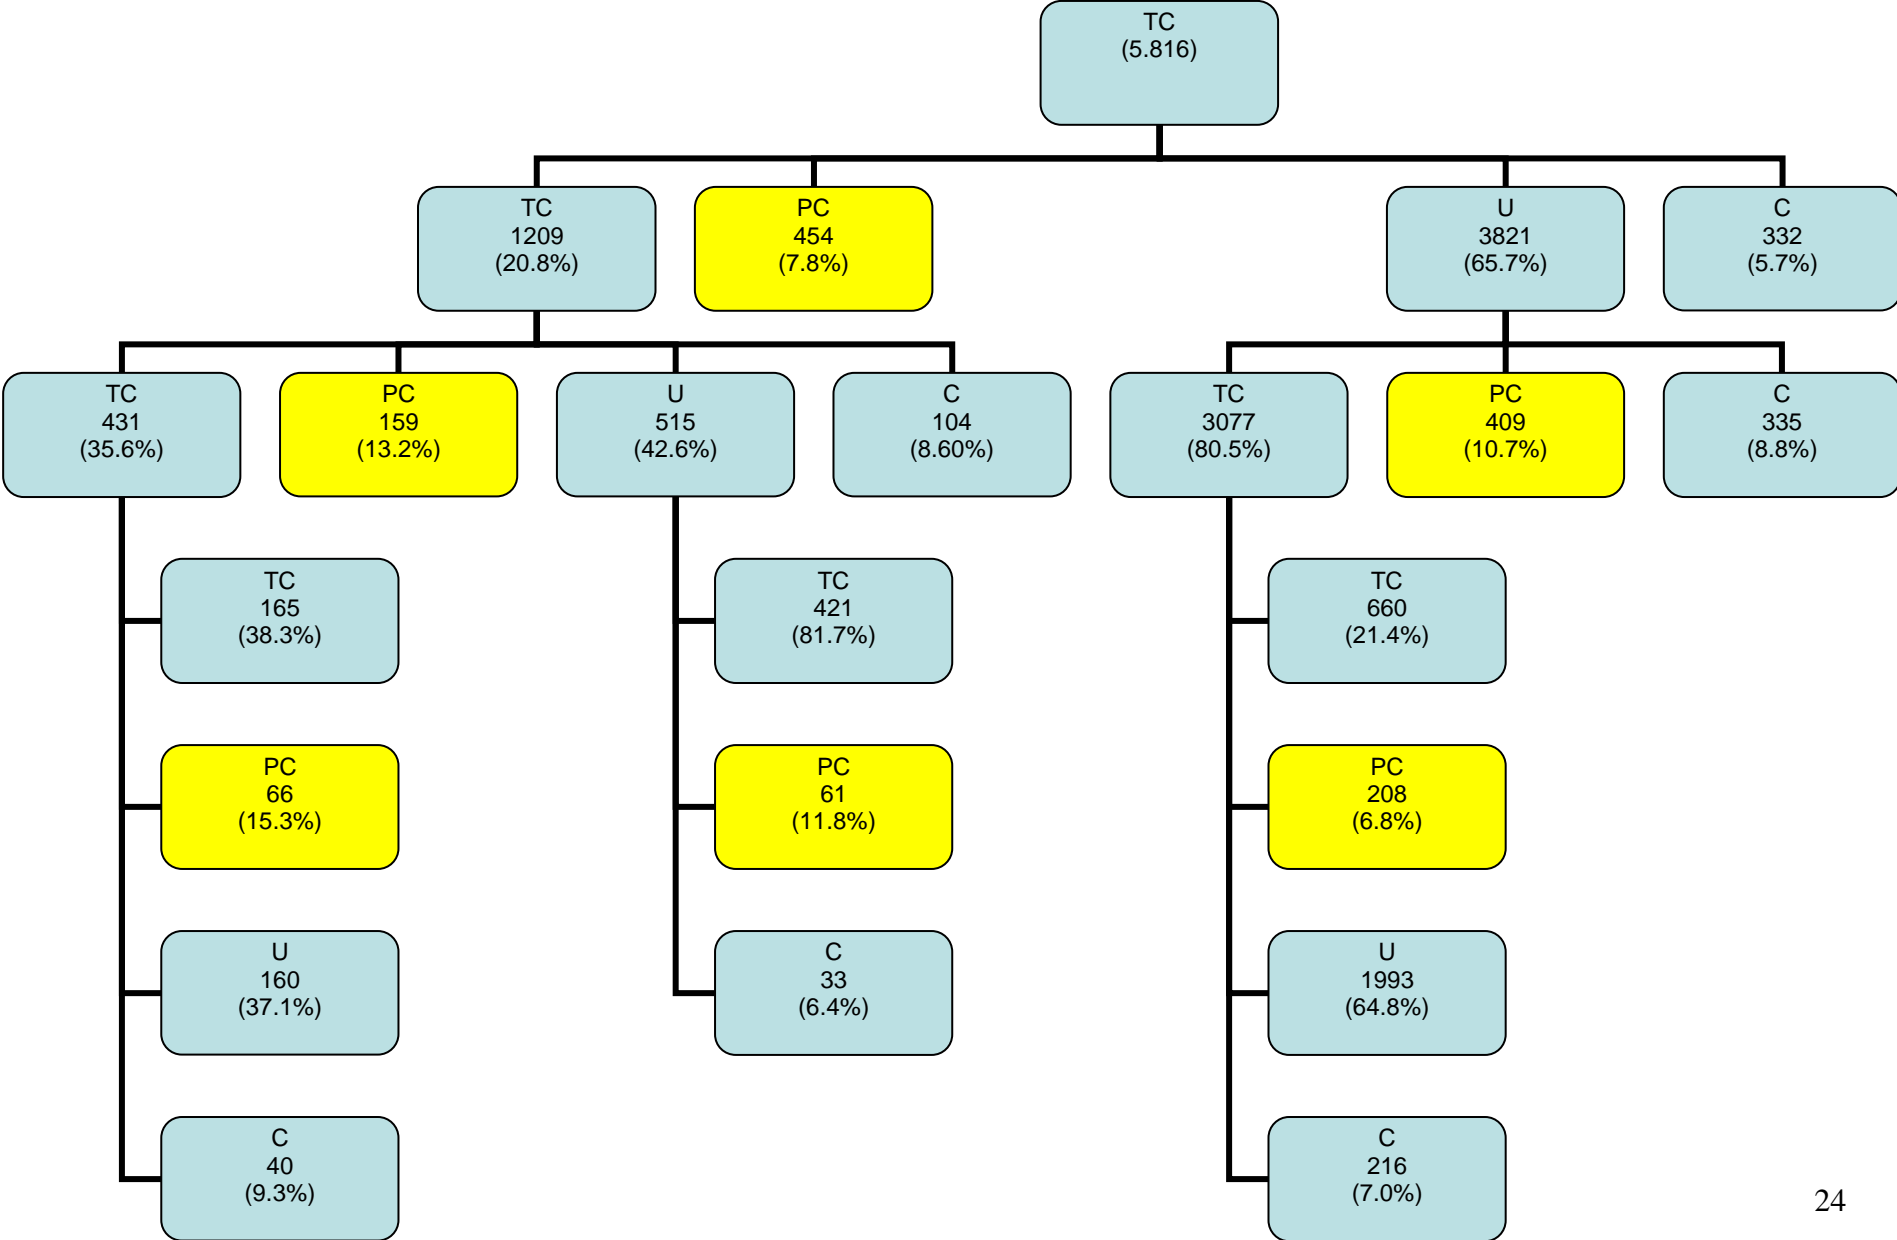 TC
(5.816)
TC
1209
(20.8%)
PC
454
(7.8%)
U
3821
(65.7%)
C
332
(5.7%)
TC
431
(35.6%)
PC
159
(13.2%)
U
515
(42.6%)
C
104
(8.60%)
TC
3077
(80.5%)
PC
409
(10.7%)
C
335
(8.8%)
TC
165
(38.3%)
TC
421
(81.7%)
TC
660
(21.4%)
PC
66
(15.3%)
PC
61
(11.8%)
PC
208
(6.8%)
U
160
(37.1%)
C
33
(6.4%)
U
1993
(64.8%)
C
40
(9.3%)
C
216
(7.0%)
24